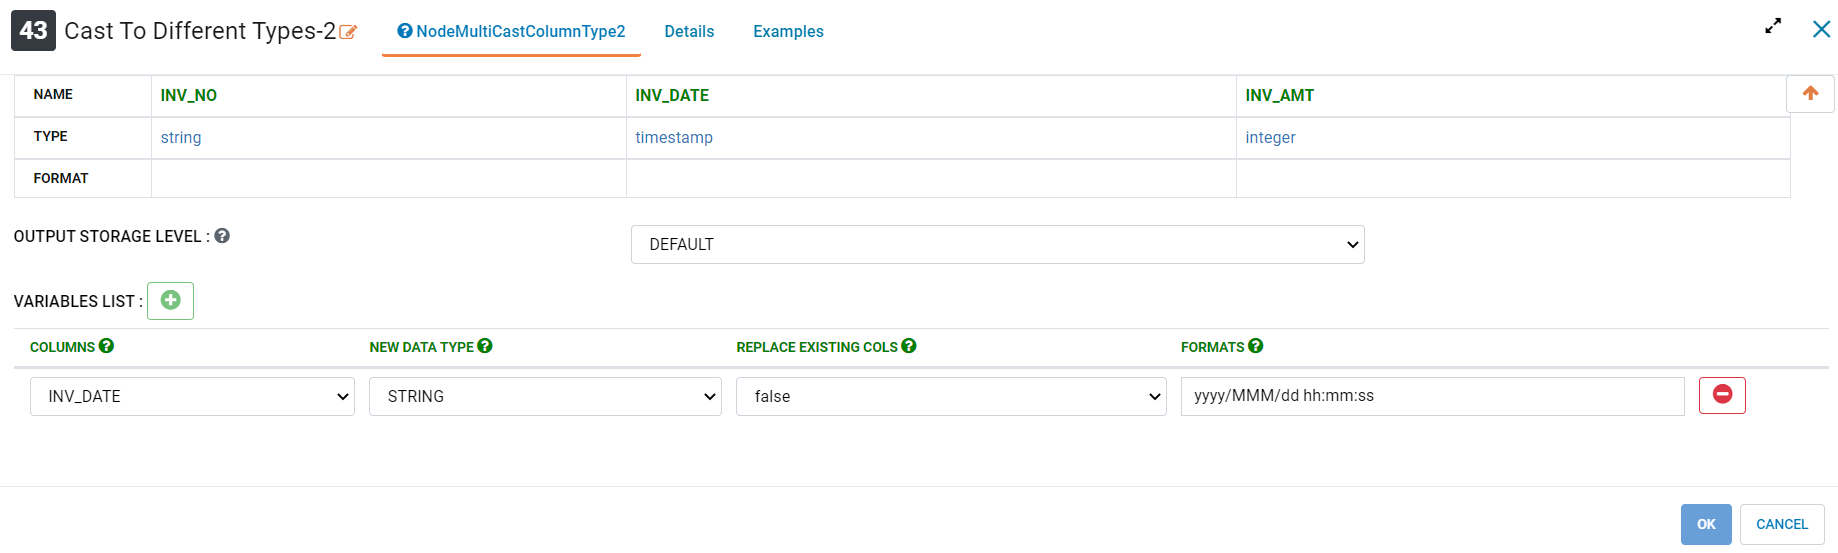 43 Cast To Different Types-2 NodeMultiCastColumnType2 Details Examples
NAME INV_NO INV_DATE INV_AMT
TYPE string timestamp integer
FORMAT
OUTPUT STORAGE LEVEL : DEFAULT
VARIABLES LIST :
COLUMNS NEW DATA TYPE REPLACE EXISTING COLS FORMATS
INV_DATE STRING false yyyy/MMM/dd hh:mm:ss
OK CANCEL